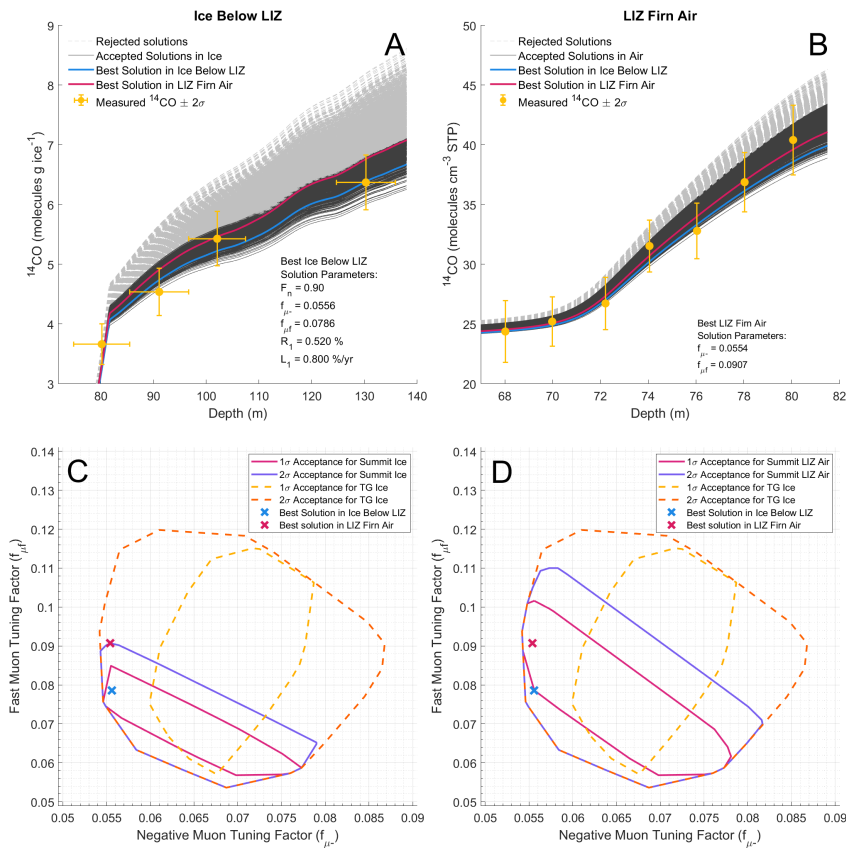 Ice Below LIZ
A
Rejected solutions
Accepted Solutions in Ice
Best Solution in Ice Below LIZ
Best Solution in LIZ Firn Air
Measured ¹⁴CO ± 2σ
¹⁴CO (molecules g ice⁻¹)
9
8
7
6
5
4
3
Best Ice Below LIZ
Solution Parameters:
Fₙ = 0.90
f_μ- = 0.0556
f_μf = 0.0786
R₁ = 0.520 %
L₁ = 0.800 %/yr
80 90 100 110 120 130 140
Depth (m)
LIZ Firn Air
B
Rejected Solutions
Accepted Solutions in Air
Best Solution in Ice Below LIZ
Best Solution in LIZ Firn Air
Measured ¹⁴CO ± 2σ
¹⁴CO (molecules cm⁻³ STP)
50
45
40
35
30
25
20
Best LIZ Firn Air
Solution Parameters:
f_μ- = 0.0554
f_μf = 0.0907
68 70 72 74 76 78 80 82
Depth (m)
C
1σ Acceptance for Summit Ice
2σ Acceptance for Summit Ice
1σ Acceptance for TG Ice
2σ Acceptance for TG Ice
Best Solution in Ice Below LIZ
Best solution in LIZ Firn Air
Fast Muon Tuning Factor (f_μf)
0.14
0.13
0.12
0.11
0.1
0.09
0.08
0.07
0.06
0.05
0.05 0.055 0.06 0.065 0.07 0.075 0.08 0.085 0.09
Negative Muon Tuning Factor (f_μ-)
D
1σ Acceptance for Summit LIZ Air
2σ Acceptance for Summit LIZ Air
1σ Acceptance for TG Ice
2σ Acceptance for TG Ice
Best Solution in Ice Below LIZ
Best Solution in LIZ Firn Air
Fast Muon Tuning Factor (f_μf)
0.14
0.13
0.12
0.11
0.1
0.09
0.08
0.07
0.06
0.05
0.05 0.055 0.06 0.065 0.07 0.075 0.08 0.085 0.09
Negative Muon Tuning Factor (f_μ-)